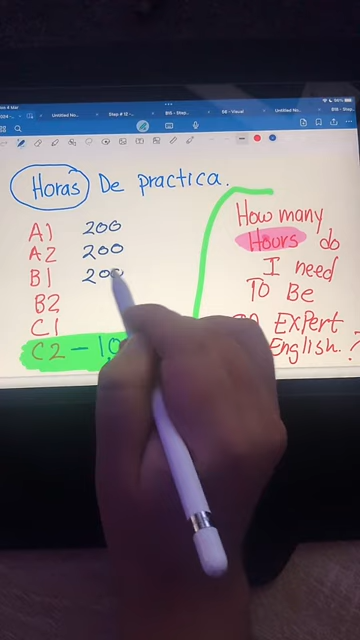 Horas De practica.
A1 200
A2 200
B1 200
B2
C1
C2 - 10
How many
Hours do
I need
To Be
Expert
English.?